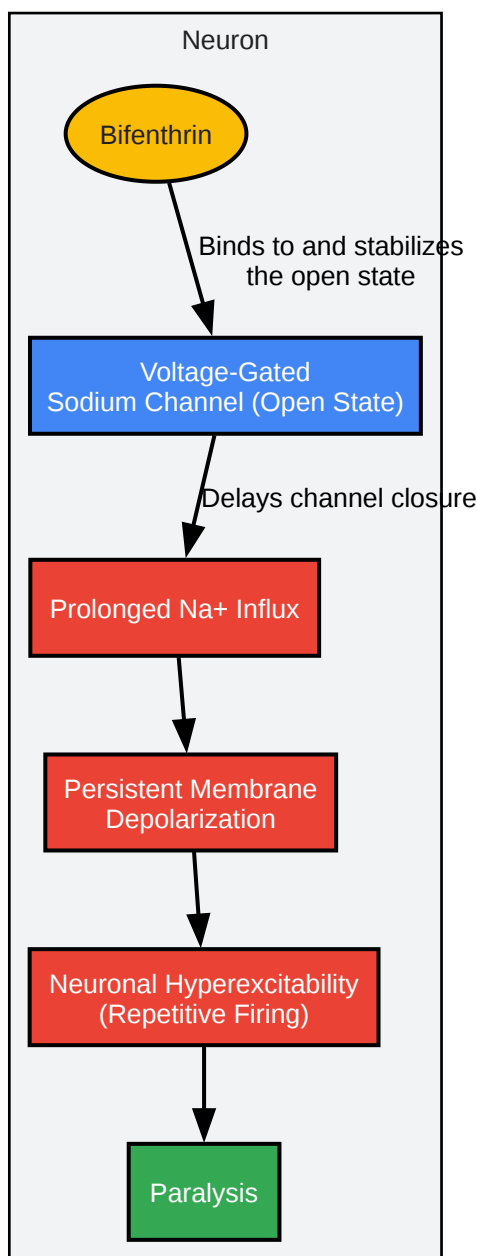 Neuron
Bifenthrin
Binds to and stabilizes
the open state
Voltage-Gated
Sodium Channel (Open State)
Delays channel closure
Prolonged Na+ Influx
Persistent Membrane
Depolarization
Neuronal Hyperexcitability
(Repetitive Firing)
Paralysis